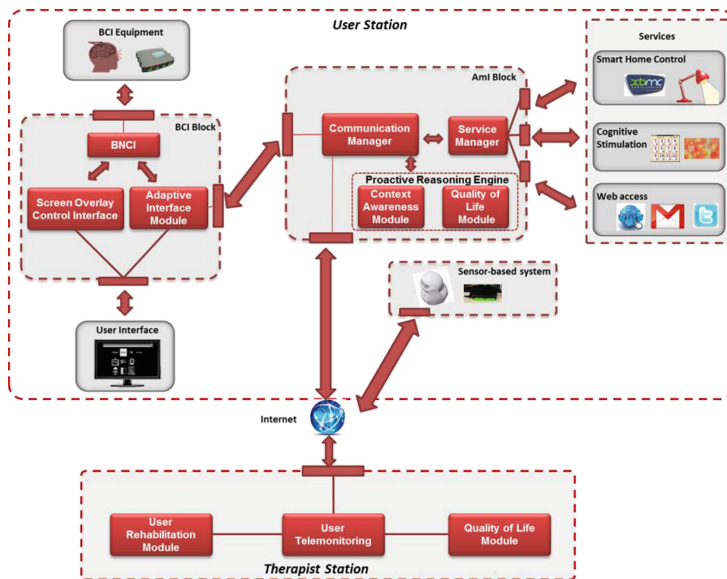 User Station
BCI Equipment
BCI Block
BNCI
Screen Overlay
Control Interface
Adaptive
Interface
Module
User Interface
AmI Block
Communication
Manager
Service
Manager
Proactive Reasoning Engine
Context
Awareness
Module
Quality of
Life Module
Services
Smart Home Control
xbmc
Cognitive
Stimulation
Web access
Sensor-based system
Internet
User
Rehabilitation
Module
User
Telemonitoring
Quality of Life
Module
Therapist Station